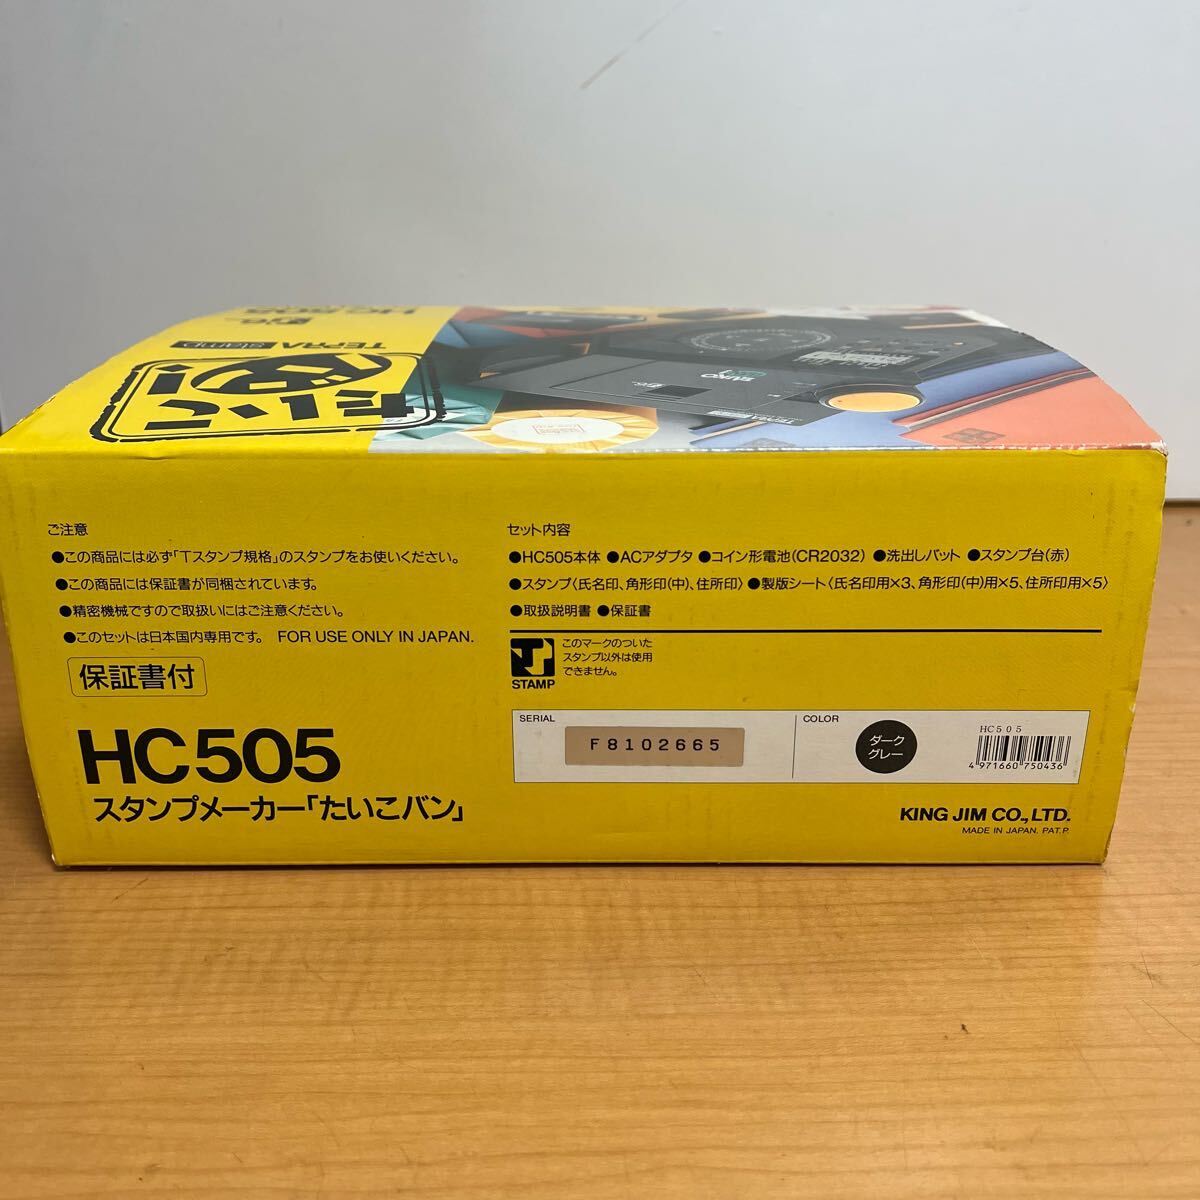 HC505
TEPRA stamp
たいこ
ご注意
●この商品には必ず「Tスタンプ規格」のスタンプをお使いください。
●この商品には保証書が同梱されています。
●精密機械ですので取扱いにはご注意ください。
●このセットは日本国内専用です。 FOR USE ONLY IN JAPAN.
保証書付
HC505
スタンプメーカー「たいこバン」
セット内容
●HC505本体 ●ACアダプタ ●コイン形電池(CR2032) ●洗出しバット ●スタンプ台(赤)
●スタンプ〈氏名印、角形印(中)、住所印〉 ●製版シート〈氏名印用×3、角形印(中)用×5、住所印用×5〉
●取扱説明書 ●保証書
STAMP
このマークのついた
スタンプ以外は使用
できません。
SERIAL
F8102665
COLOR
ダーク
グレー
HC505
4971660750436
KING JIM CO.,LTD.
MADE IN JAPAN. PAT.P.